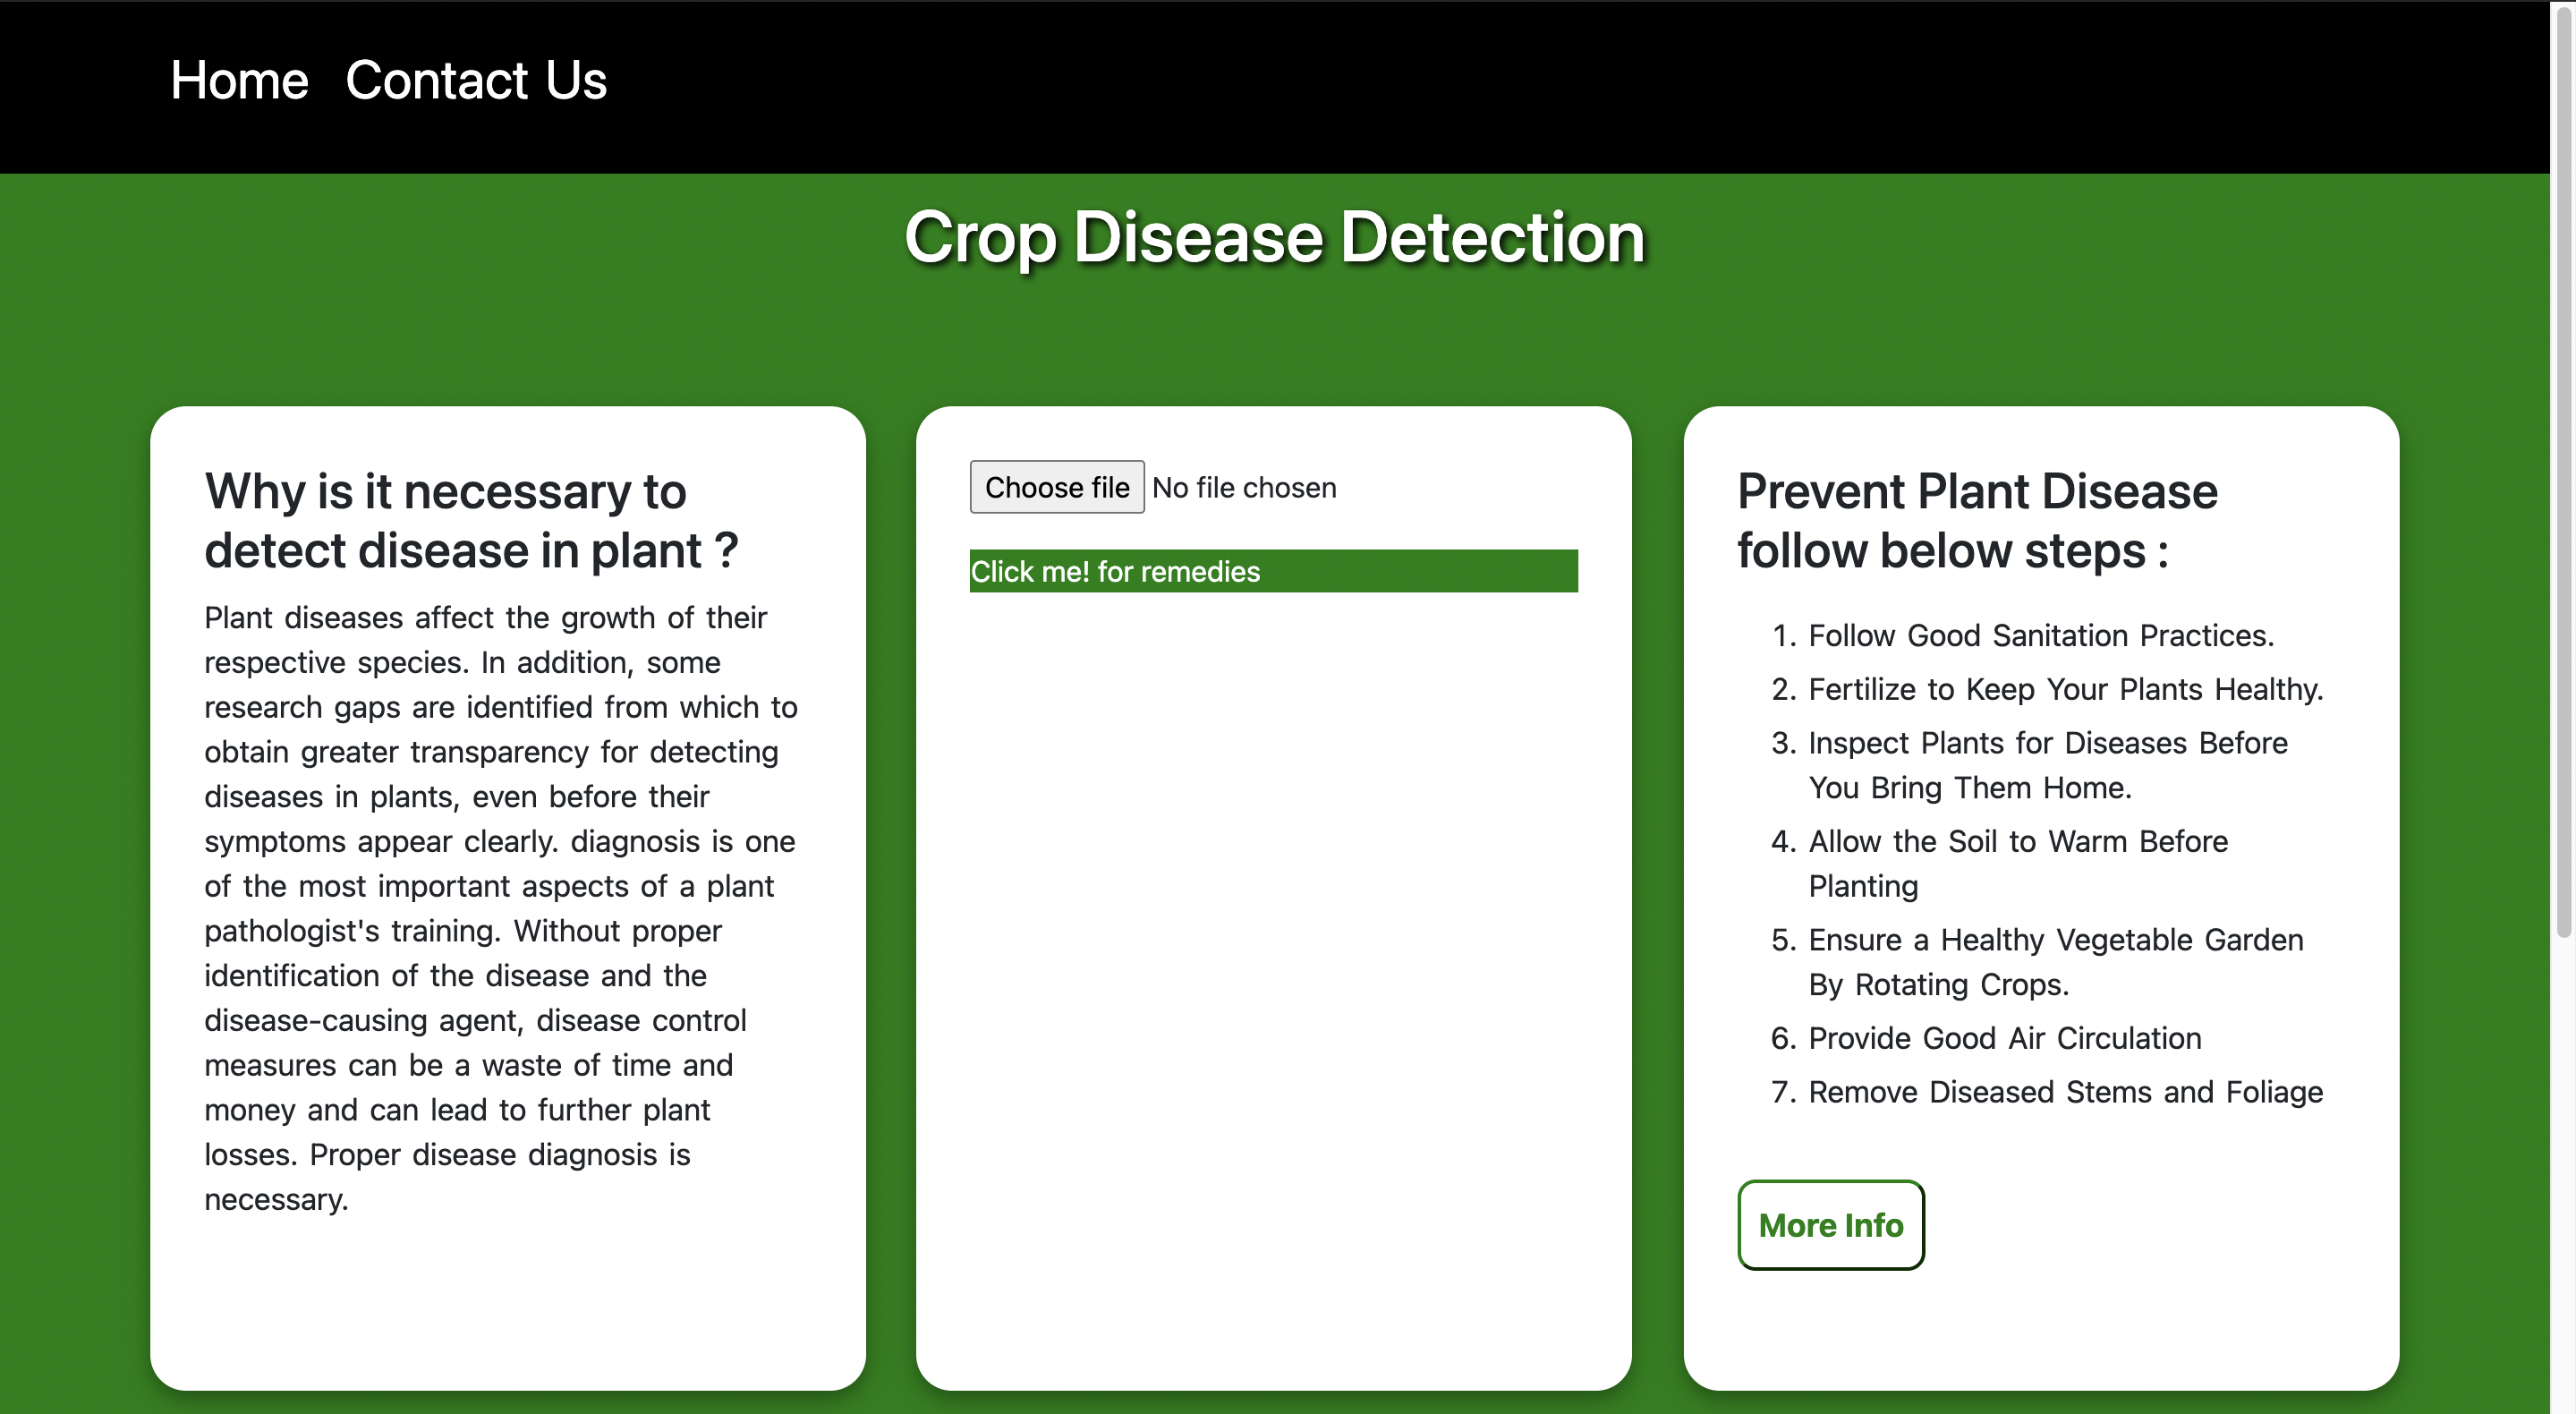 Home Contact Us
Crop Disease Detection
Why is it necessary to
detect disease in plant ?
Plant diseases affect the growth of their
respective species. In addition, some
research gaps are identified from which to
obtain greater transparency for detecting
diseases in plants, even before their
symptoms appear clearly. diagnosis is one
of the most important aspects of a plant
pathologist's training. Without proper
identification of the disease and the
disease-causing agent, disease control
measures can be a waste of time and
money and can lead to further plant
losses. Proper disease diagnosis is
necessary.
Choose file No file chosen
Click me! for remedies
Prevent Plant Disease
follow below steps :
1. Follow Good Sanitation Practices.
2. Fertilize to Keep Your Plants Healthy.
3. Inspect Plants for Diseases Before
You Bring Them Home.
4. Allow the Soil to Warm Before
Planting
5. Ensure a Healthy Vegetable Garden
By Rotating Crops.
6. Provide Good Air Circulation
7. Remove Diseased Stems and Foliage
More Info